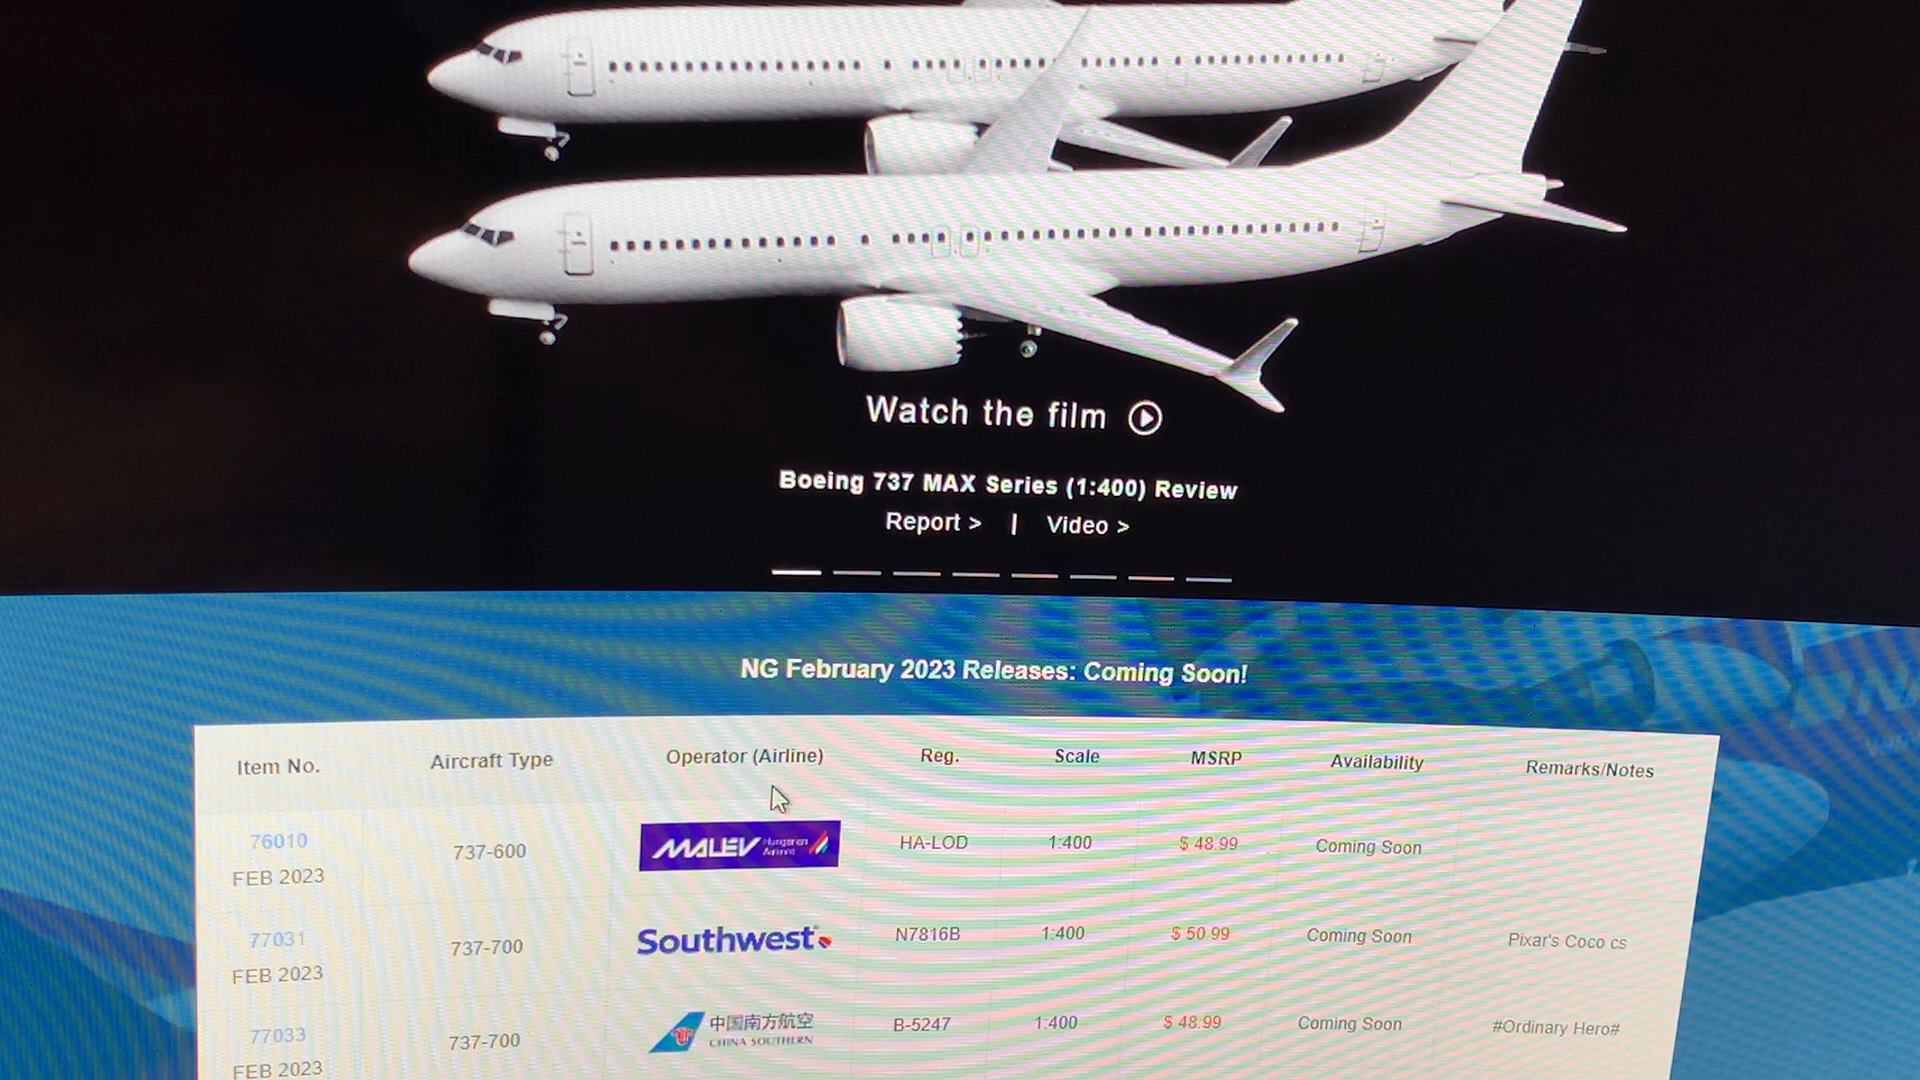 Watch the film
Boeing 737 MAX Series (1:400) Review
Report > | Video >
NG February 2023 Releases: Coming Soon!
Item No. Aircraft Type Operator (Airline) Reg. Scale MSRP Availability Remarks/Notes
76010 FEB 2023 737-600 MALEV Hungarian Airlines HA-LOD 1:400 $ 48.99 Coming Soon
77031 FEB 2023 737-700 Southwest N7816B 1:400 $ 50.99 Coming Soon Pixar's Coco cs
77033 FEB 2023 737-700 中国南方航空 CHINA SOUTHERN B-5247 1:400 $ 48.99 Coming Soon #Ordinary Hero#